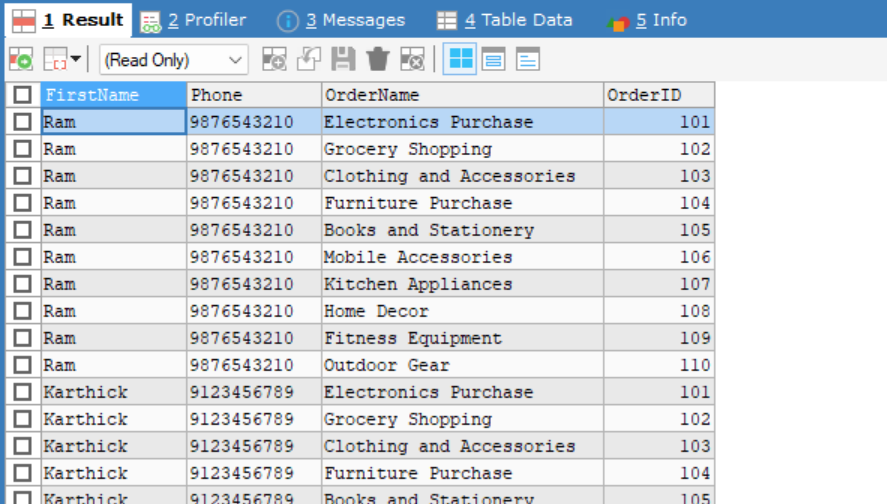 1 Result 2 Profiler 3 Messages 4 Table Data 5 Info
(Read Only)
FirstName Phone OrderName OrderID
Ram 9876543210 Electronics Purchase 101
Ram 9876543210 Grocery Shopping 102
Ram 9876543210 Clothing and Accessories 103
Ram 9876543210 Furniture Purchase 104
Ram 9876543210 Books and Stationery 105
Ram 9876543210 Mobile Accessories 106
Ram 9876543210 Kitchen Appliances 107
Ram 9876543210 Home Decor 108
Ram 9876543210 Fitness Equipment 109
Ram 9876543210 Outdoor Gear 110
Karthick 9123456789 Electronics Purchase 101
Karthick 9123456789 Grocery Shopping 102
Karthick 9123456789 Clothing and Accessories 103
Karthick 9123456789 Furniture Purchase 104
Karthick 9123456789 Books and Stationery 105